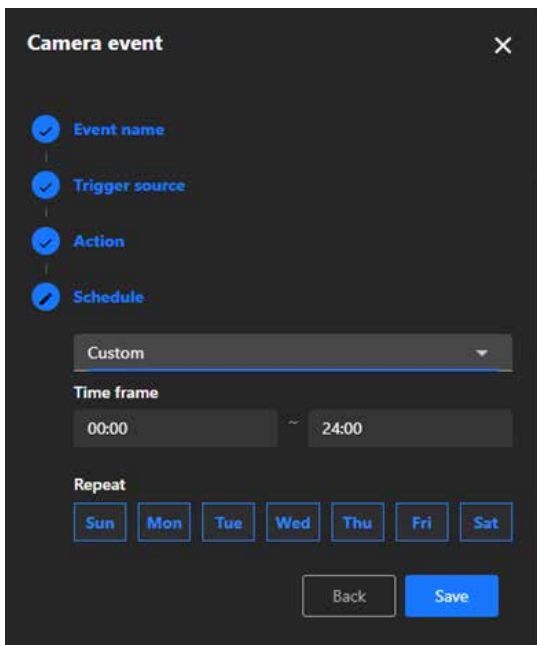 Camera event
Event name
Trigger source
Action
Schedule
Custom
Time frame
00:00 ~ 24:00
Repeat
Sun Mon Tue Wed Thu Fri Sat
Back Save